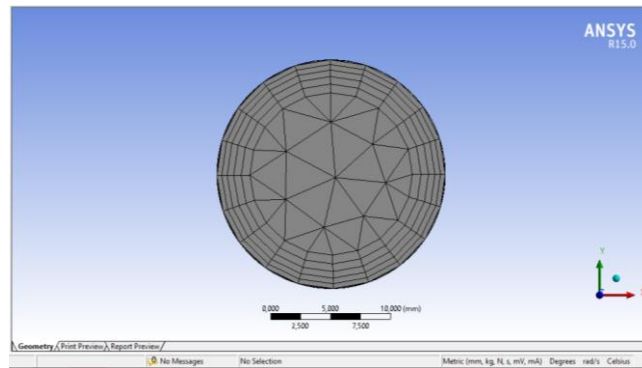 ANSYS
R15.0
Y
0,000 5,000 10,000 (mm)
2,500 7,500
Geometry Print Preview Report Preview
No Messages No Selection Metric (mm, kg, N, s, mV, mA) Degrees rad/s Celsius